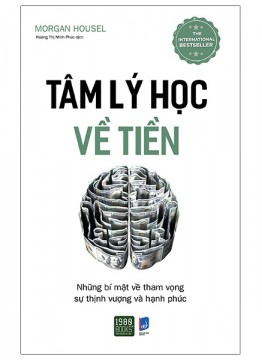 MORGAN HOUSEL
Hoàng Thị Minh Phúc dịch
THE
INTERNATIONAL
BESTSELLER
TÂM LÝ HỌC
VỀ TIỀN
Những bí mật về tham vọng
sự thịnh vượng và hạnh phúc
1980
BOOKS